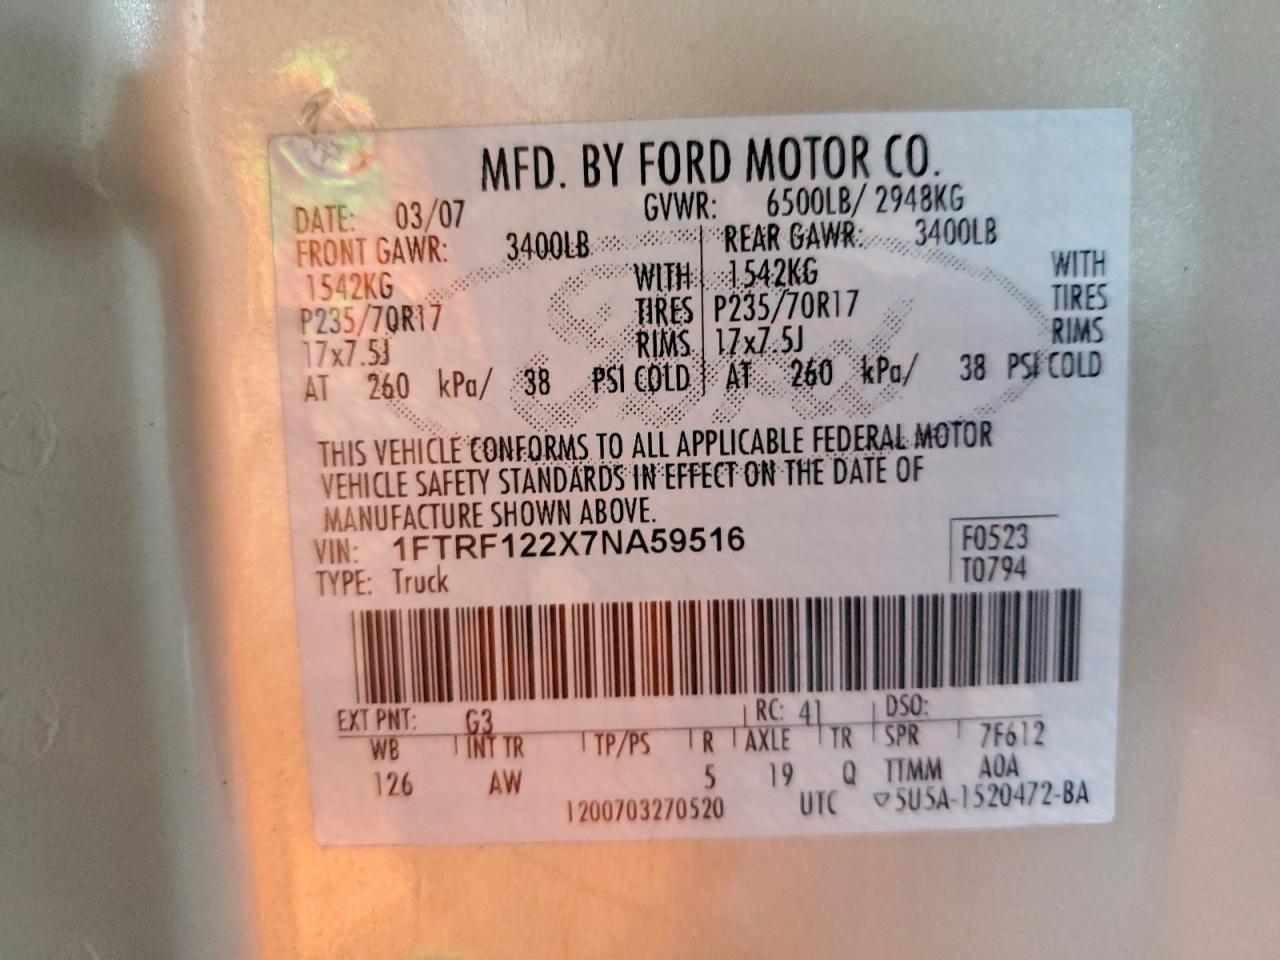 MFD. BY FORD MOTOR CO.
DATE: 03/07 GVWR: 6500LB/ 2948KG
FRONT GAWR: 3400LB REAR GAWR: 3400LB
1542KG WITH 1542KG WITH
P235/70R17 TIRES P235/70R17 TIRES
17x7.5J RIMS 17x7.5J RIMS
AT 260 kPa/ 38 PSI COLD AT 260 kPa/ 38 PSI COLD
THIS VEHICLE CONFORMS TO ALL APPLICABLE FEDERAL MOTOR
VEHICLE SAFETY STANDARDS IN EFFECT ON THE DATE OF
MANUFACTURE SHOWN ABOVE.
VIN: 1FTRF122X7NA59516 F0523
TYPE: Truck T0794
EXT PNT: G3 RC: 41 DSO:
WB INT TR TP/PS R AXLE TR SPR 7F612
126 AW 5 19 Q TTMM A0A
1200703270520 UTC ▽5U5A-1520472-BA